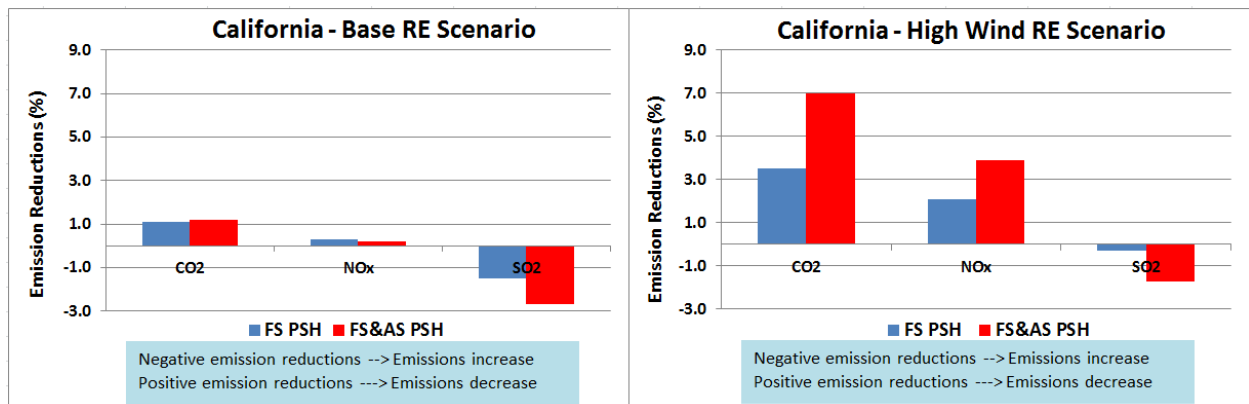 California - Base RE Scenario
Emission Reductions (%)
9.0
7.0
5.0
3.0
1.0
-1.0
-3.0
CO2 NOx SO2
FS PSH FS&AS PSH
Negative emission reductions --> Emissions increase
Positive emission reductions ---> Emissions decrease
California - High Wind RE Scenario
Emission Reductions (%)
9.0
7.0
5.0
3.0
1.0
-1.0
-3.0
CO2 NOx SO2
FS PSH FS&AS PSH
Negative emission reductions --> Emissions increase
Positive emission reductions ---> Emissions decrease